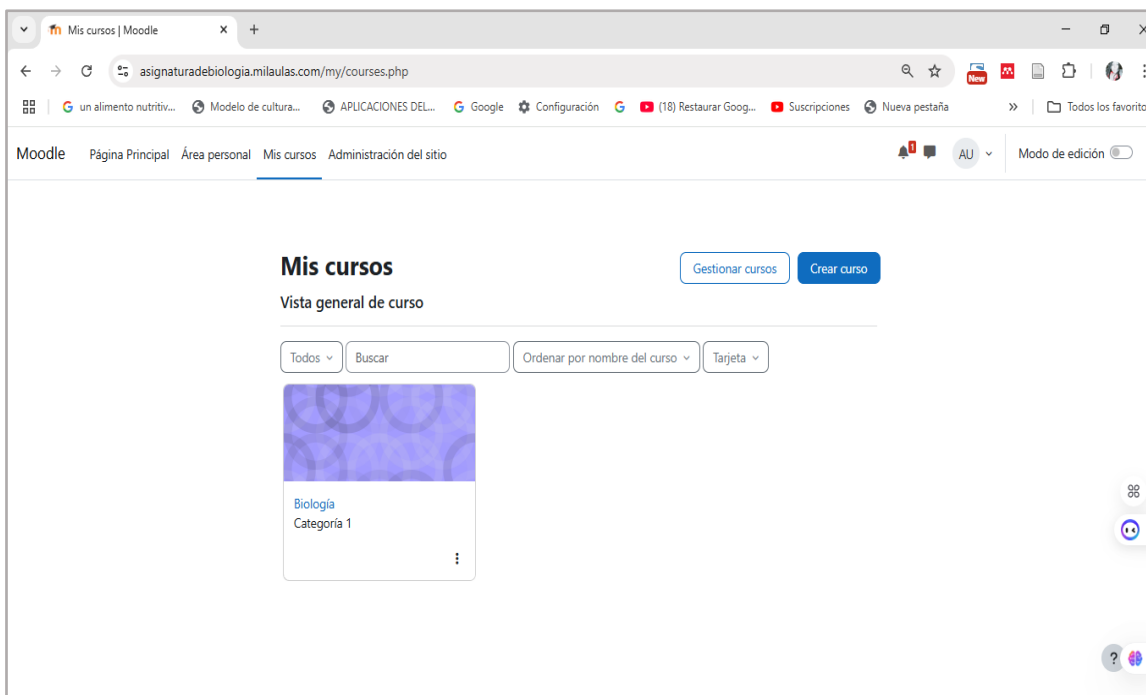 Mis cursos | Moodle
asignaturadebiologia.milaulas.com/my/courses.php
New
un alimento nutritiv... Modelo de cultura... APLICACIONES DEL... Google Configuración (18) Restaurar Goog... Suscripciones Nueva pestaña » Todos los favorito
Moodle Página Principal Área personal Mis cursos Administración del sitio 1 AU Modo de edición
Mis cursos Gestionar cursos Crear curso
Vista general de curso
Todos Buscar Ordenar por nombre del curso Tarjeta
Biología
Categoría 1
?